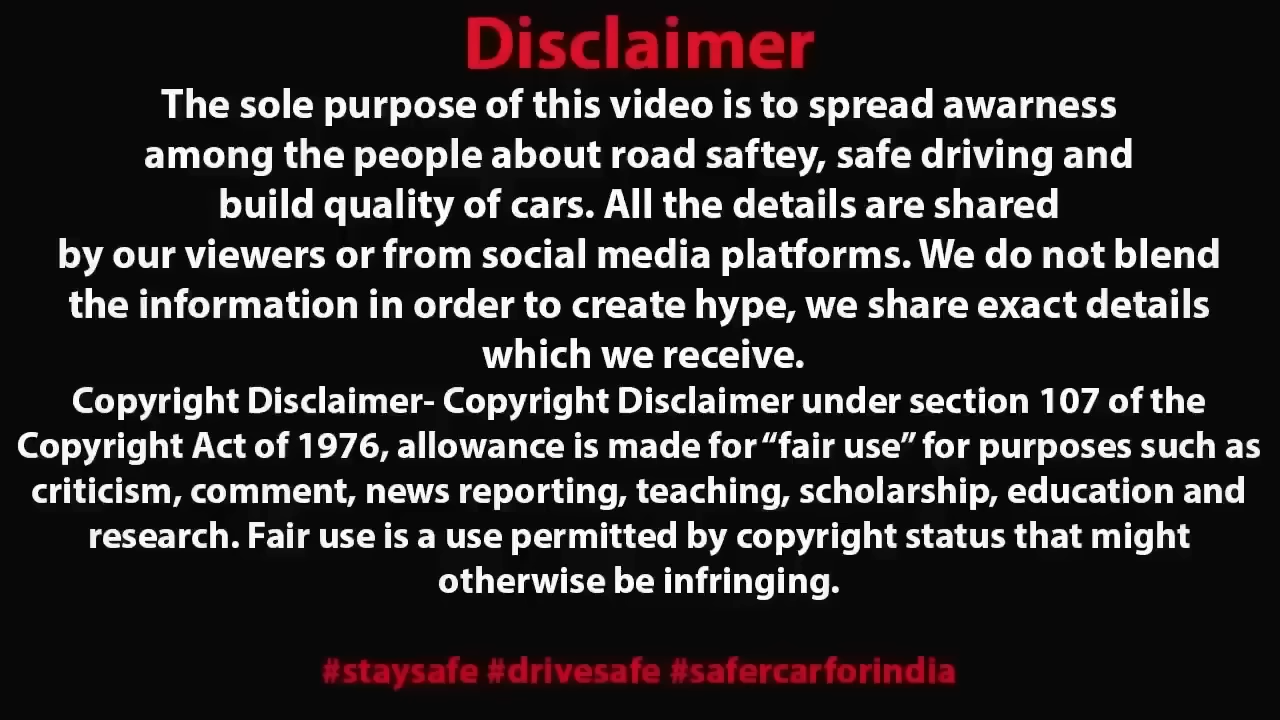 Disclaimer
The sole purpose of this video is to spread awarness
among the people about road saftey, safe driving and
build quality of cars. All the details are shared
by our viewers or from social media platforms. We do not blend
the information in order to create hype, we share exact details
which we receive.
Copyright Disclaimer- Copyright Disclaimer under section 107 of the
Copyright Act of 1976, allowance is made for “fair use” for purposes such as
criticism, comment, news reporting, teaching, scholarship, education and
research. Fair use is a use permitted by copyright status that might
otherwise be infringing.
#staysafe #drivesafe #safercarforindia